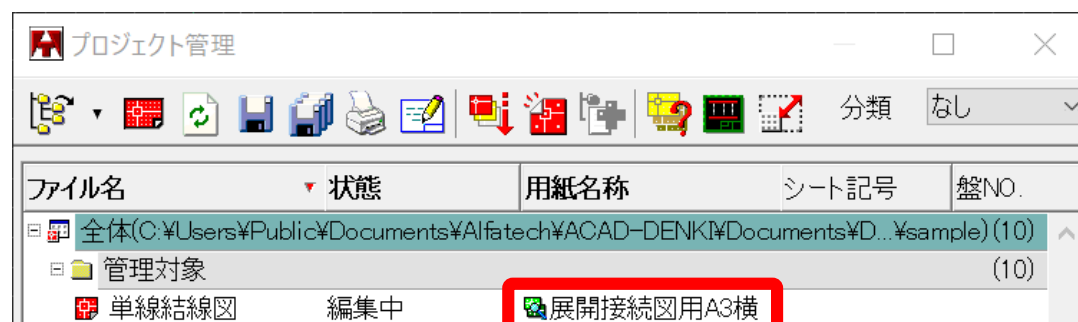 プロジェクト管理
分類 なし
ファイル名 状態 用紙名称 シート記号 盤NO.
全体(C:¥Users¥Public¥Documents¥Alfatech¥ACAD-DENKI¥Documents¥D...¥sample)(10)
管理対象 (10)
単線結線図 編集中 展開接続図用A3横